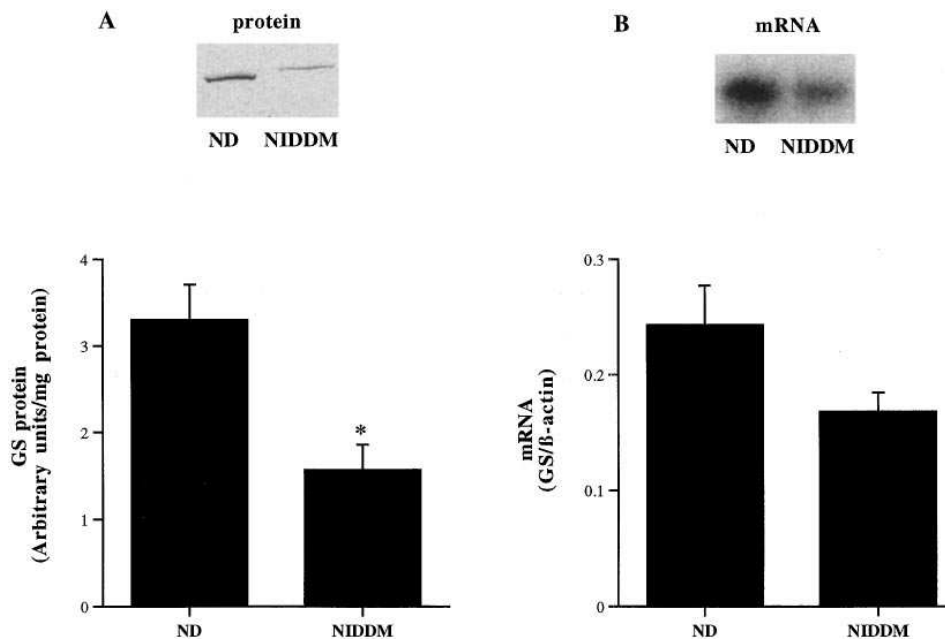 A
protein
ND NIDDM
GS protein
(Arbitrary units/mg protein)
4
3
2
1
0
*
ND NIDDM
B
mRNA
ND NIDDM
mRNA
(GS/ß-actin)
0.3
0.2
0.1
0
ND NIDDM